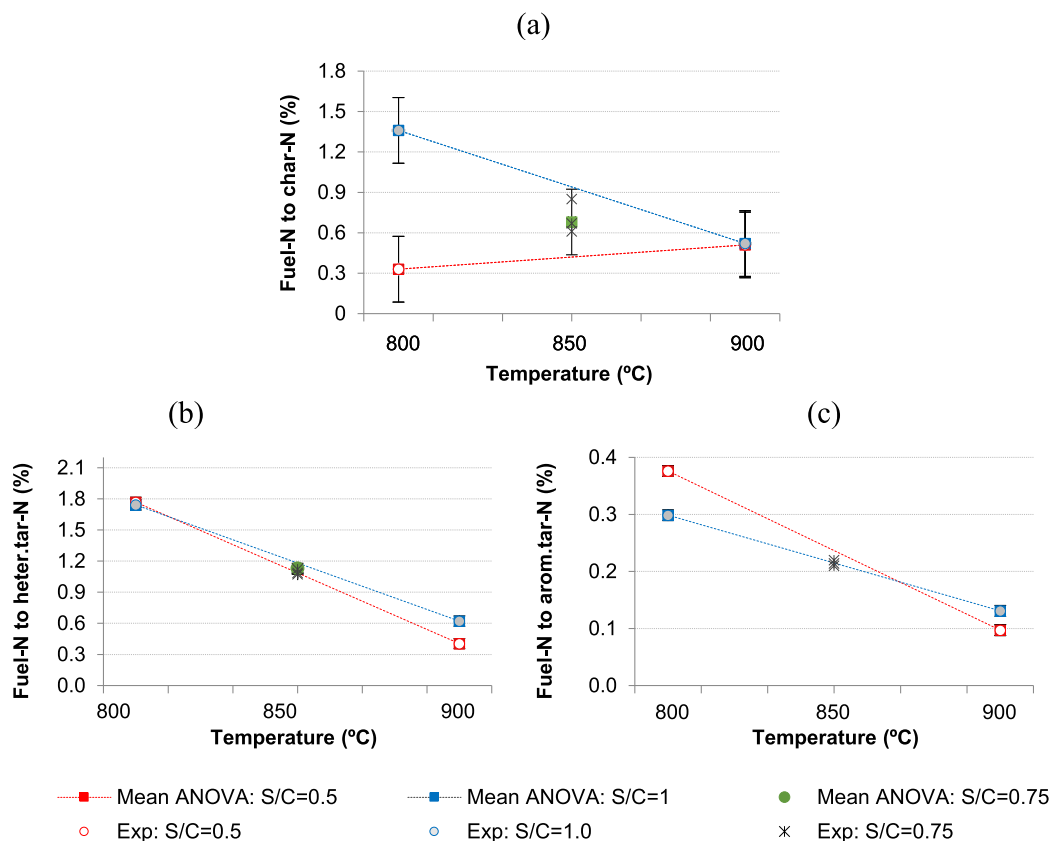 (a)
Fuel-N to char-N (%)
1.8
1.5
1.2
0.9
0.6
0.3
0
800 850 900
Temperature (ºC)
(b)
Fuel-N to heter.tar-N (%)
2.1
1.8
1.5
1.2
0.9
0.6
0.3
0.0
800 850 900
Temperature (ºC)
(c)
Fuel-N to arom.tar-N (%)
0.4
0.3
0.2
0.1
0.0
800 850 900
Temperature (ºC)
Mean ANOVA: S/C=0.5 Mean ANOVA: S/C=1 Mean ANOVA: S/C=0.75
Exp: S/C=0.5 Exp: S/C=1.0 Exp: S/C=0.75